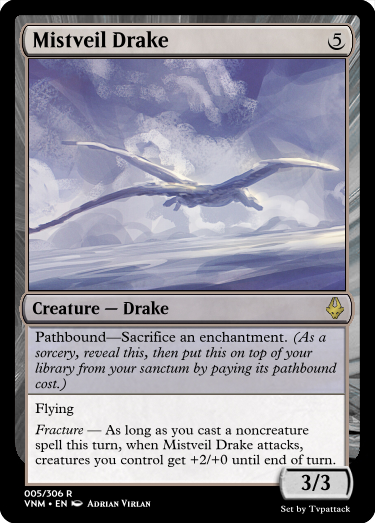 Mistveil Drake 5
Creature — Drake
Pathbound—Sacrifice an enchantment. (As a
sorcery, reveal this, then put this on top of your
library from your sanctum by paying its pathbound
cost.)
Flying
Fracture — As long as you cast a noncreature
spell this turn, when Mistveil Drake attacks,
creatures you control get +2/+0 until end of turn.
3/3
005/306 R
VNM • EN Adrian Virlan
Set by Tvpattack